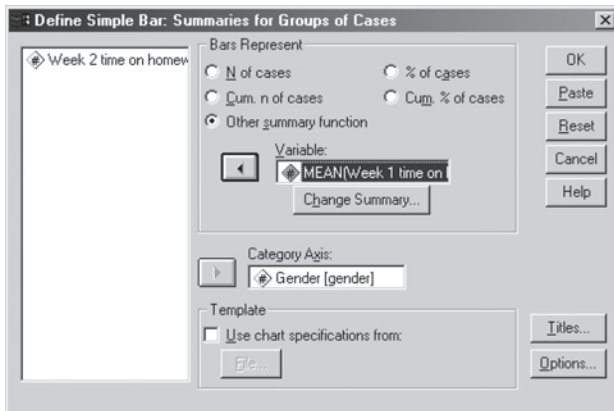 Define Simple Bar: Summaries for Groups of Cases
Week 2 time on homew
Bars Represent
N of cases
% of cases
Cum. n of cases
Cum. % of cases
Other summary function
Variable:
MEAN(Week 1 time on
Change Summary...
Category Axis:
Gender [gender]
Template
Use chart specifications from:
File...
OK
Paste
Reset
Cancel
Help
Titles...
Options...